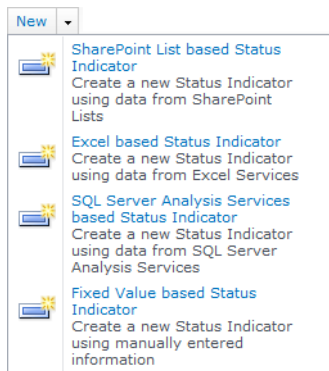 New
SharePoint List based Status
Indicator
Create a new Status Indicator
using data from SharePoint
Lists
Excel based Status Indicator
Create a new Status Indicator
using data from Excel Services
SQL Server Analysis Services
based Status Indicator
Create a new Status Indicator
using data from SQL Server
Analysis Services
Fixed Value based Status
Indicator
Create a new Status Indicator
using manually entered
information